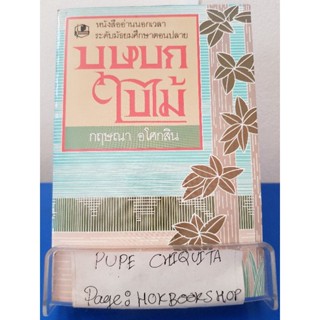 หนังสืออ่านนอกเวลา
ระดับมัธยมศึกษาตอนปลาย
บุษบก
ใบไม้
กฤษณา อโศกสิน
PUPE CHIQUITA
Page: HOKBOOKSHOP